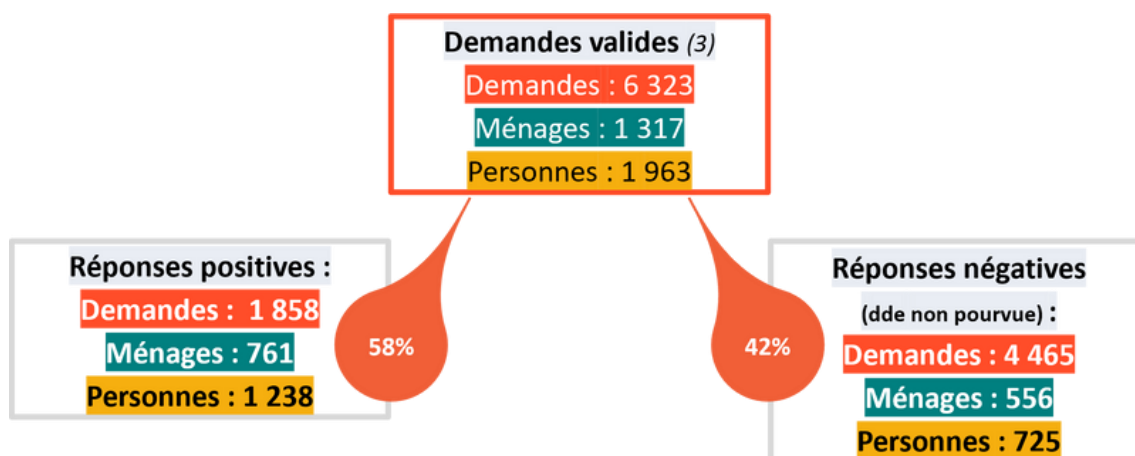 Demandes valides (3)
Demandes : 6 323
Ménages : 1 317
Personnes : 1 963
Réponses positives :
Demandes : 1 858
Ménages : 761
Personnes : 1 238
58%
42%
Réponses négatives
(dde non pourvue) :
Demandes : 4 465
Ménages : 556
Personnes : 725